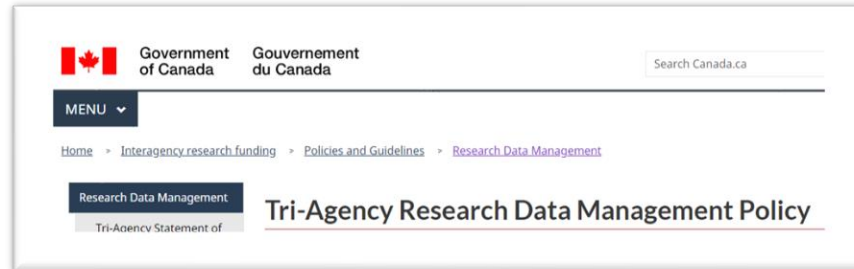 Government of Canada
Gouvernement du Canada
Search Canada.ca
MENU
Home > Interagency research funding > Policies and Guidelines > Research Data Management
Research Data Management
Tri-Agency Research Data Management Policy
Tri-Agency Statement of